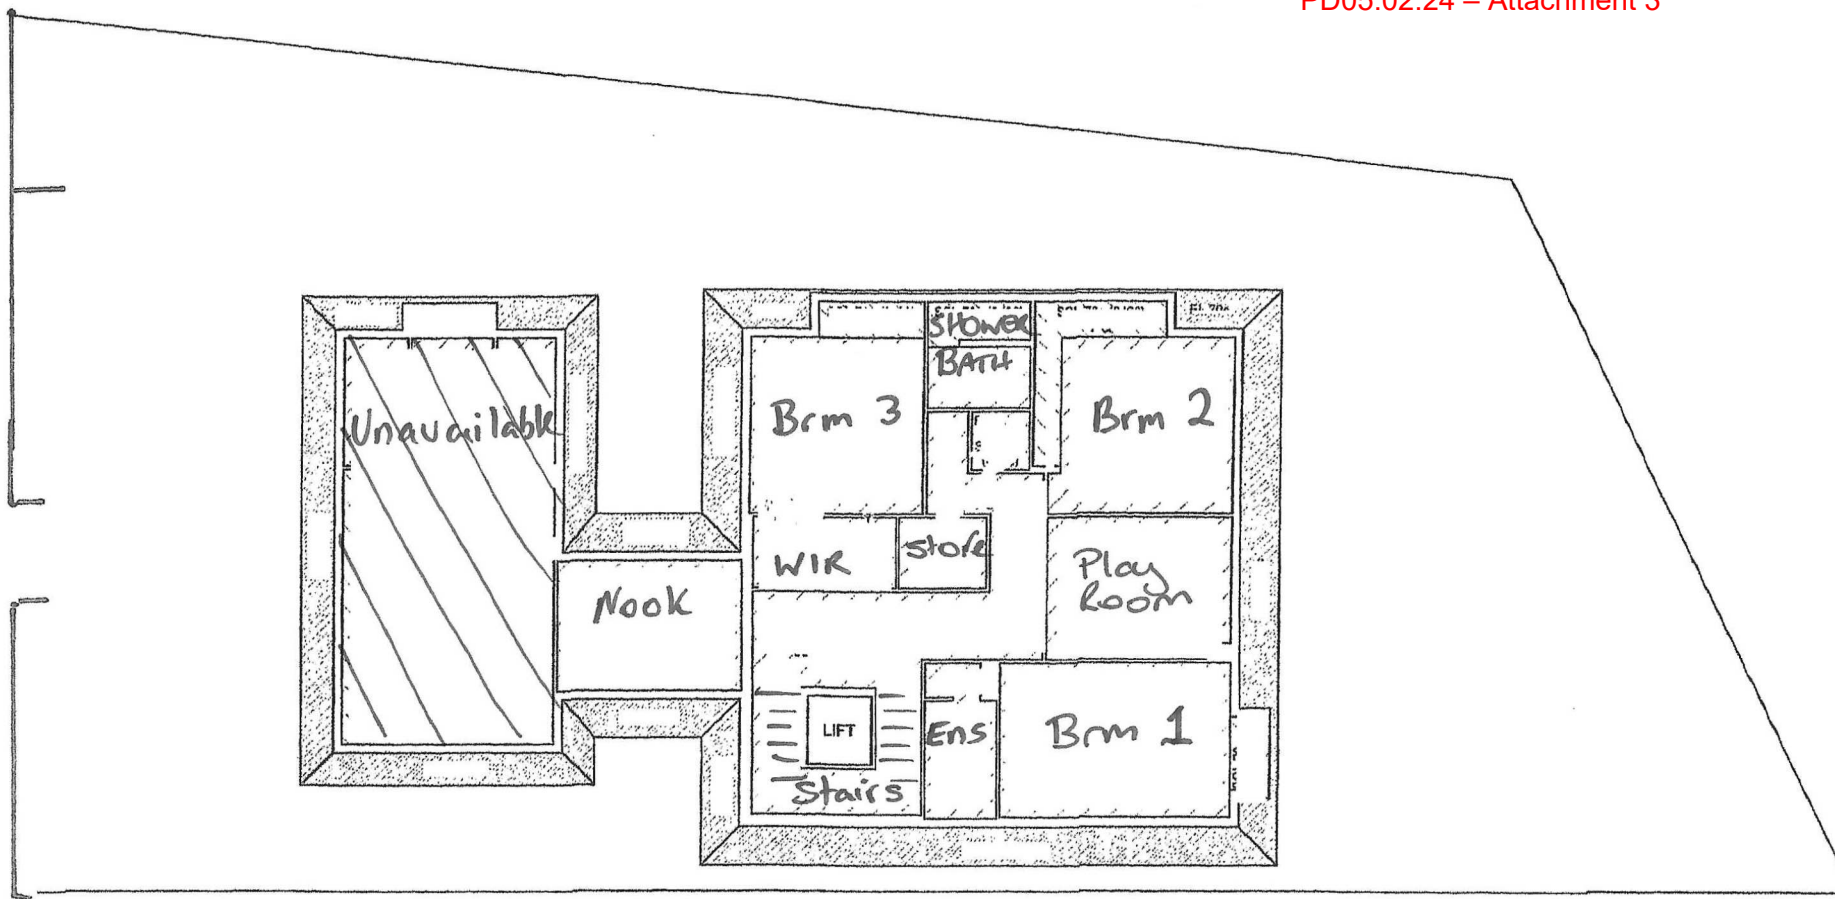 PD05.02.24 – Attachment 3
SHOWER
BATH
Unavailable
Brm 3
Brm 2
WIR
Store
Play
Room
Nook
LIFT
Ens
Brm 1
Stairs